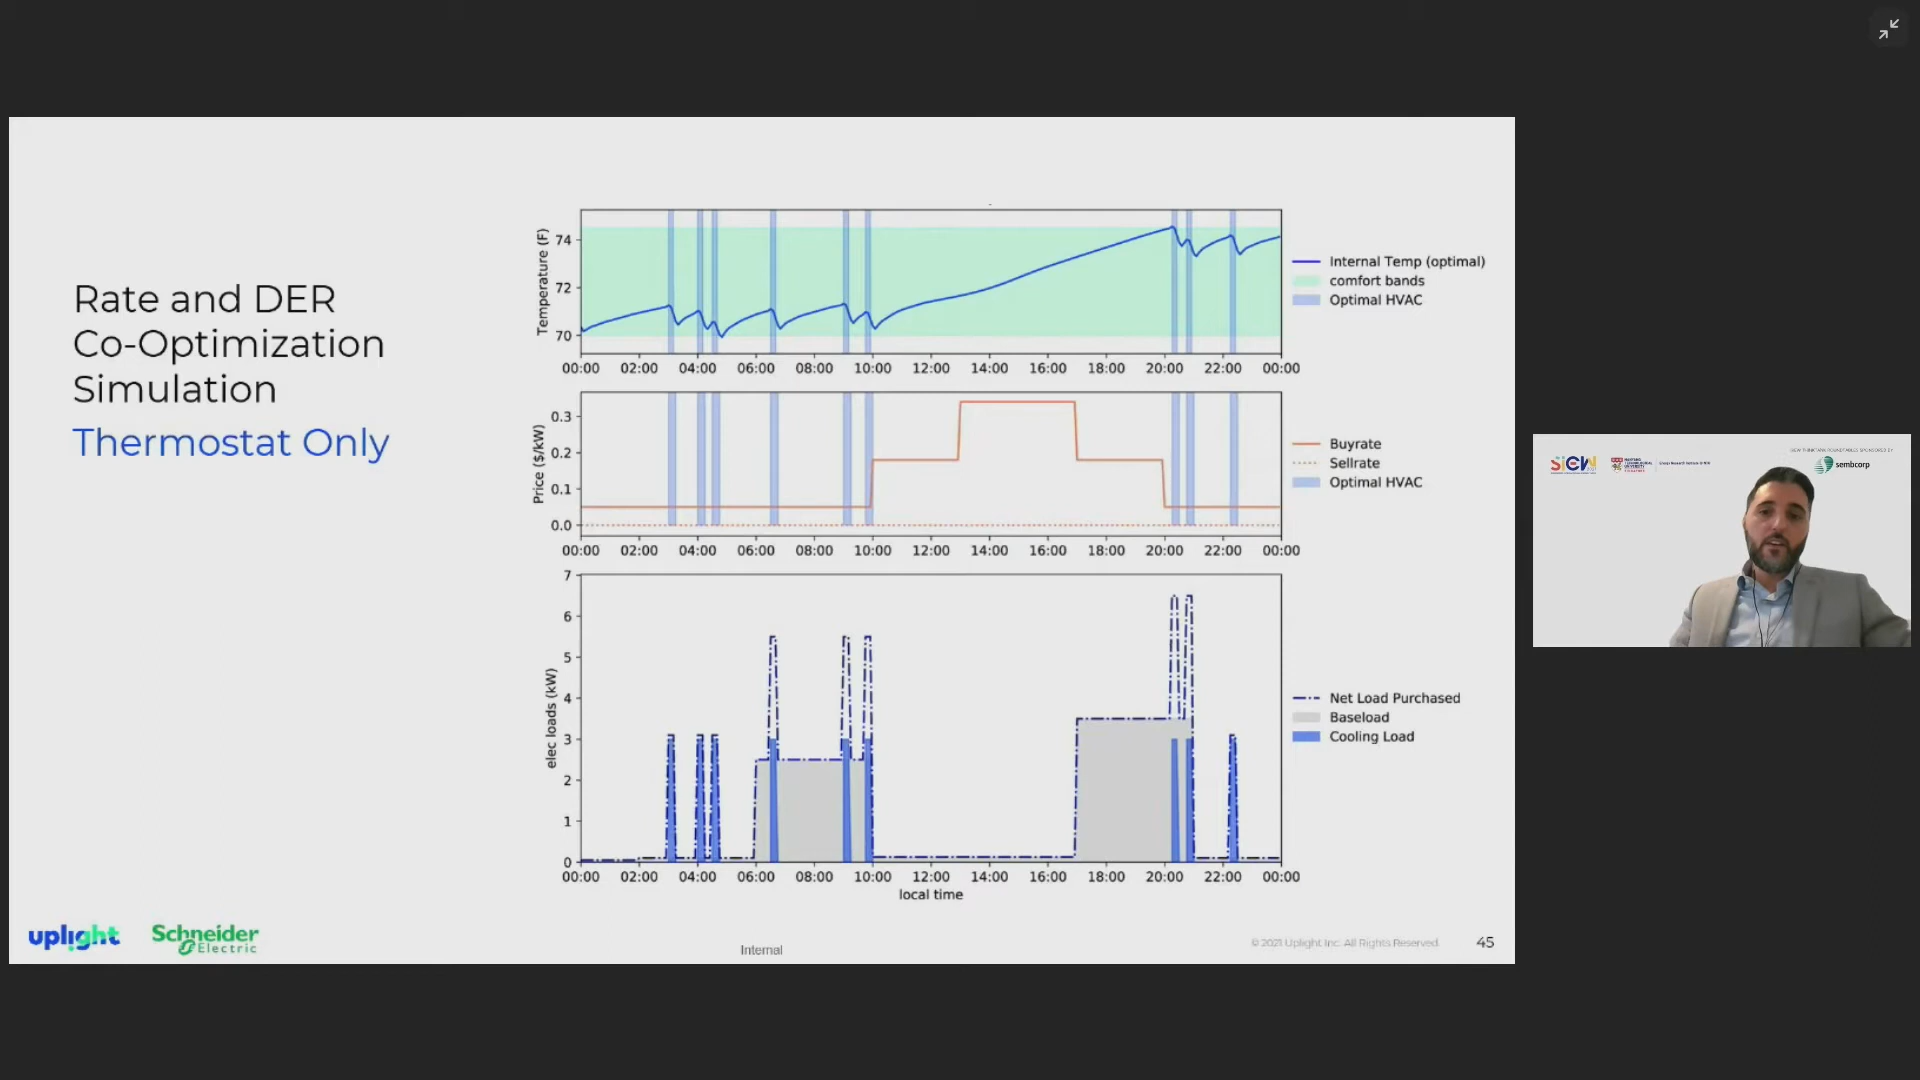 Rate and DER
Co-Optimization
Simulation
Thermostat Only
Temperature (F)
74
72
70
00:00 02:00 04:00 06:00 08:00 10:00 12:00 14:00 16:00 18:00 20:00 22:00 00:00
Internal Temp (optimal)
comfort bands
Optimal HVAC
Price ($/kW)
0.3
0.2
0.1
0.0
00:00 02:00 04:00 06:00 08:00 10:00 12:00 14:00 16:00 18:00 20:00 22:00 00:00
Buyrate
Sellrate
Optimal HVAC
elec loads (kW)
7
6
5
4
3
2
1
0
00:00 02:00 04:00 06:00 08:00 10:00 12:00 14:00 16:00 18:00 20:00 22:00 00:00
local time
Net Load Purchased
Baseload
Cooling Load
uplight
Schneider
Electric
Internal
© 2021 Uplight Inc. All Rights Reserved.
45
SIEW
sembcorp